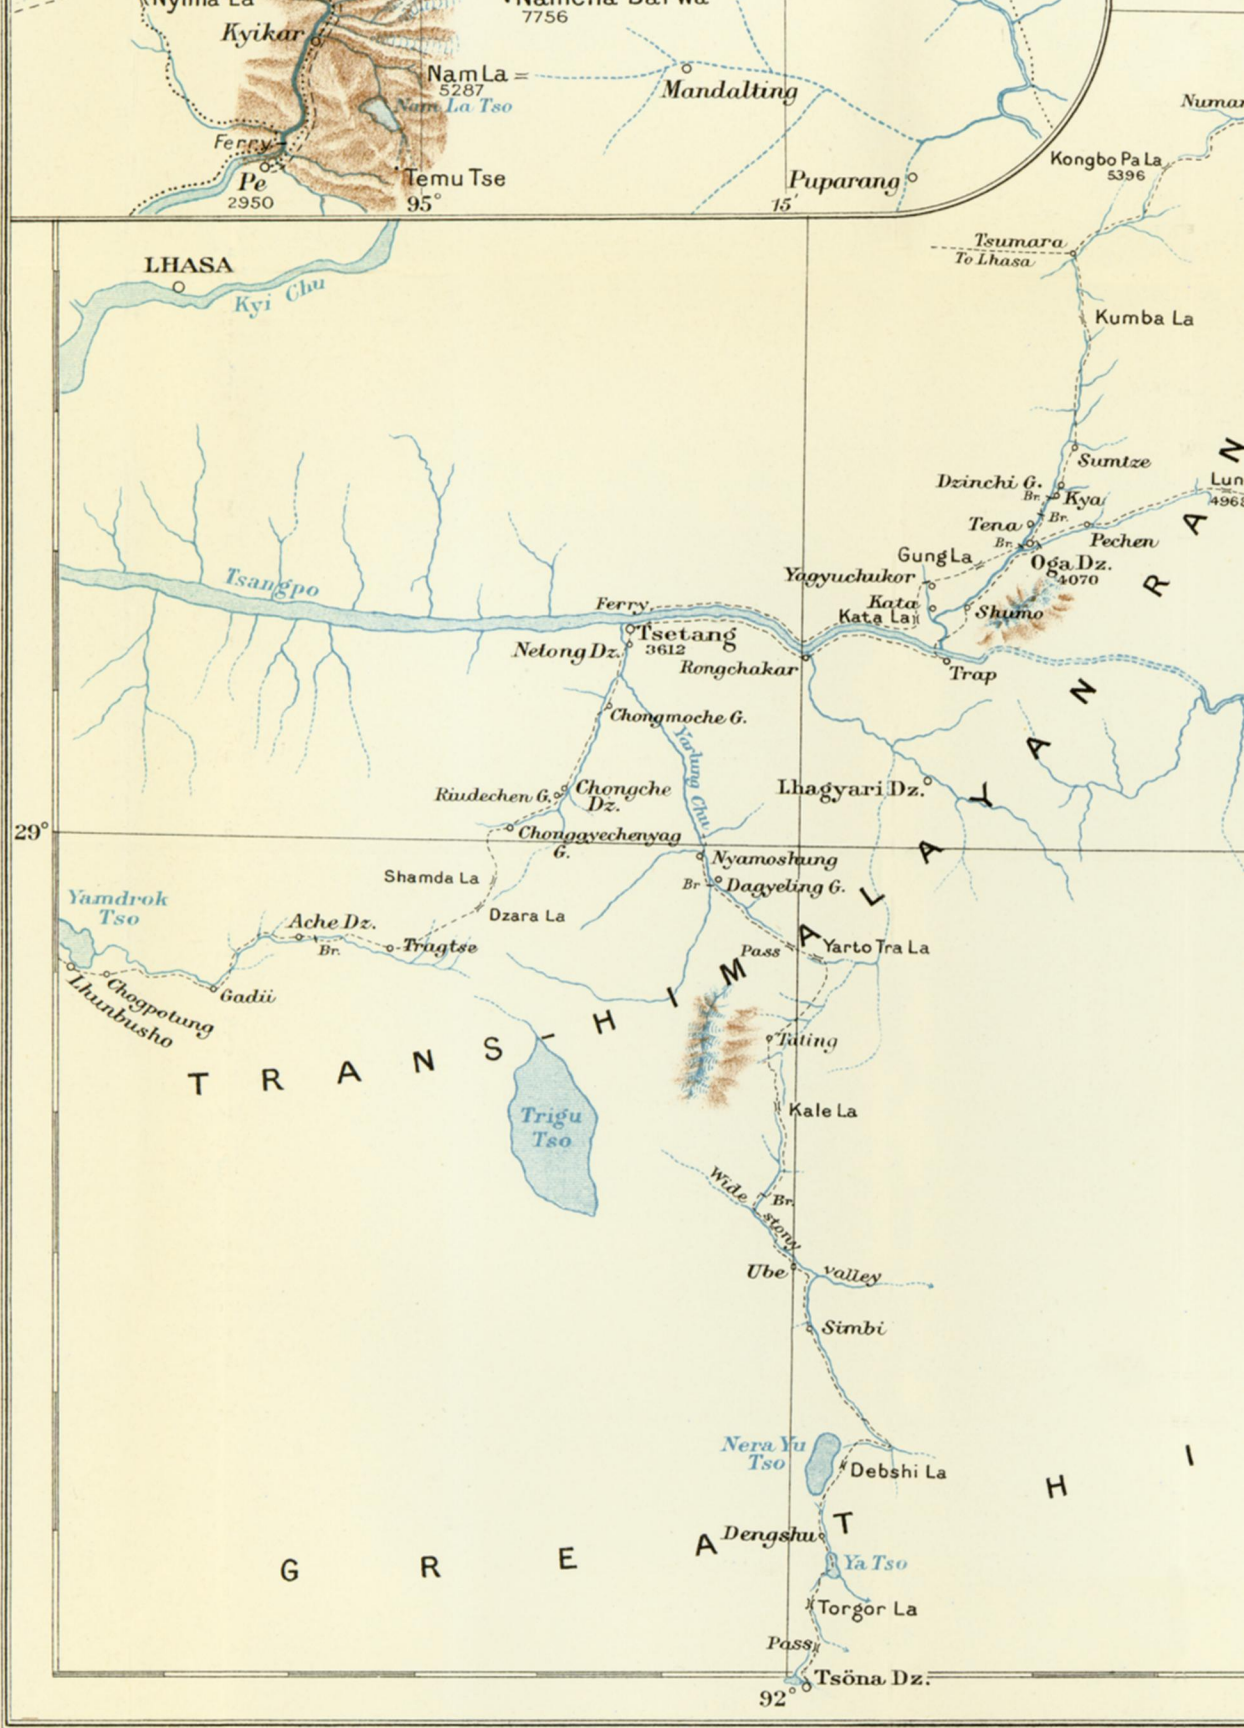 Nyima La
Namcha Barwa
7756
Kyikar
Nam La
5287
Nam La Tso
Mandalting
Numar
Ferry
Pe
2950
Temu Tse
95°
Puparang
15'
Kongbo Pa La
5396
LHASA
Kyi Chu
Tsumara
To Lhasa
Kumba La
Sumtze
Dzinchi G.
Br.
Kya
Lun
4968
Tena
Br.
Br.
Pechen
Gung La
Oga Dz.
4070
Yagyuchukor
Kata
Kata La
Shumo
Tsangpo
Ferry
Tsetang
3612
Netong Dz.
Rongchakar
Trap
Chongmoche G.
Yarlung Chu
Riudechen G.
Chongche
Dz.
Lhagyari Dz.
29°
Chonggyechenyag
G.
Nyamoshung
Shamda La
Br
Dagyeling G.
Yamdrok
Tso
Dzara La
Ache Dz.
Br.
Tragtse
Pass
Yarto Tra La
Chogpotung
Lhunbusho
Gadü
TRANS-HIMALAYAN RAN
Tating
Trigu
Tso
Kale La
Wide stony valley
Br.
Ube
Simbi
Nera Yu
Tso
Debshi La
GREAT HI
Dengshu
Ya Tso
Torgor La
Pass
Tsöna Dz.
92°